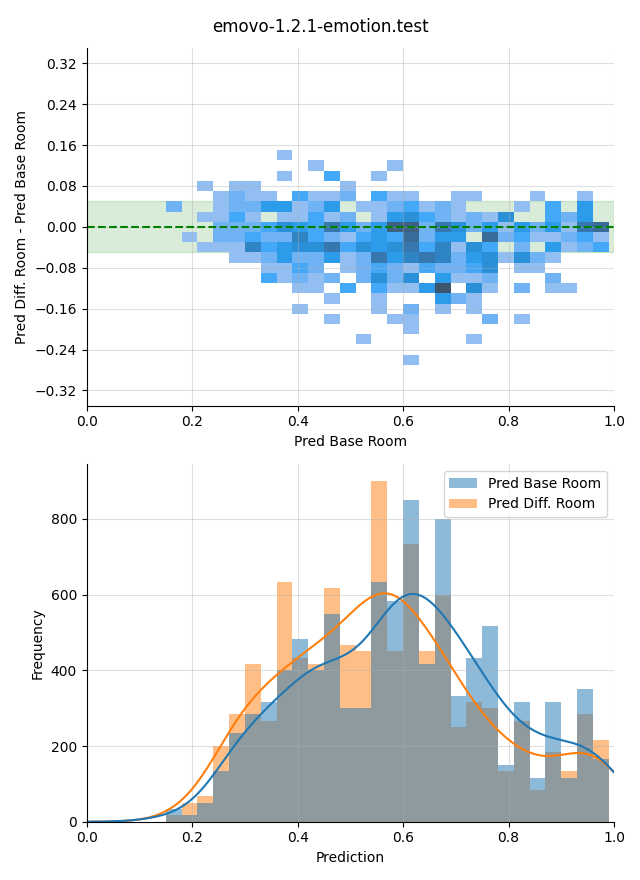 emovo-1.2.1-emotion.test
Pred Diff. Room - Pred Base Room
0.32
0.24
0.16
0.08
0.00
−0.08
−0.16
−0.24
−0.32
0.0 0.2 0.4 0.6 0.8 1.0
Pred Base Room
Pred Base Room
Pred Diff. Room
Frequency
800
600
400
200
0
0.0 0.2 0.4 0.6 0.8 1.0
Prediction